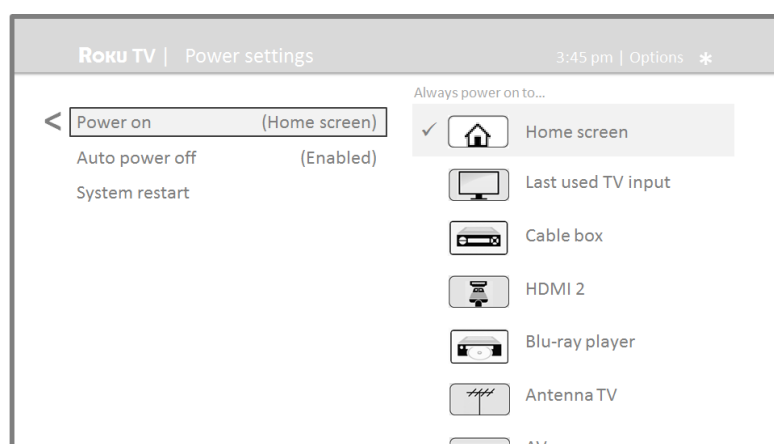 ROKU TV | Power settings
3:45 pm | Options *
Always power on to...
< Power on (Home screen)
Auto power off (Enabled)
System restart
✓ Home screen
Last used TV input
Cable box
HDMI 2
Blu-ray player
Antenna TV